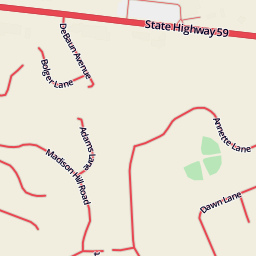 State Highway 59
DeBaun Avenue
Bolger Lane
Annette Lane
Adams Lane
Madison Hill Road
Dawn Lane